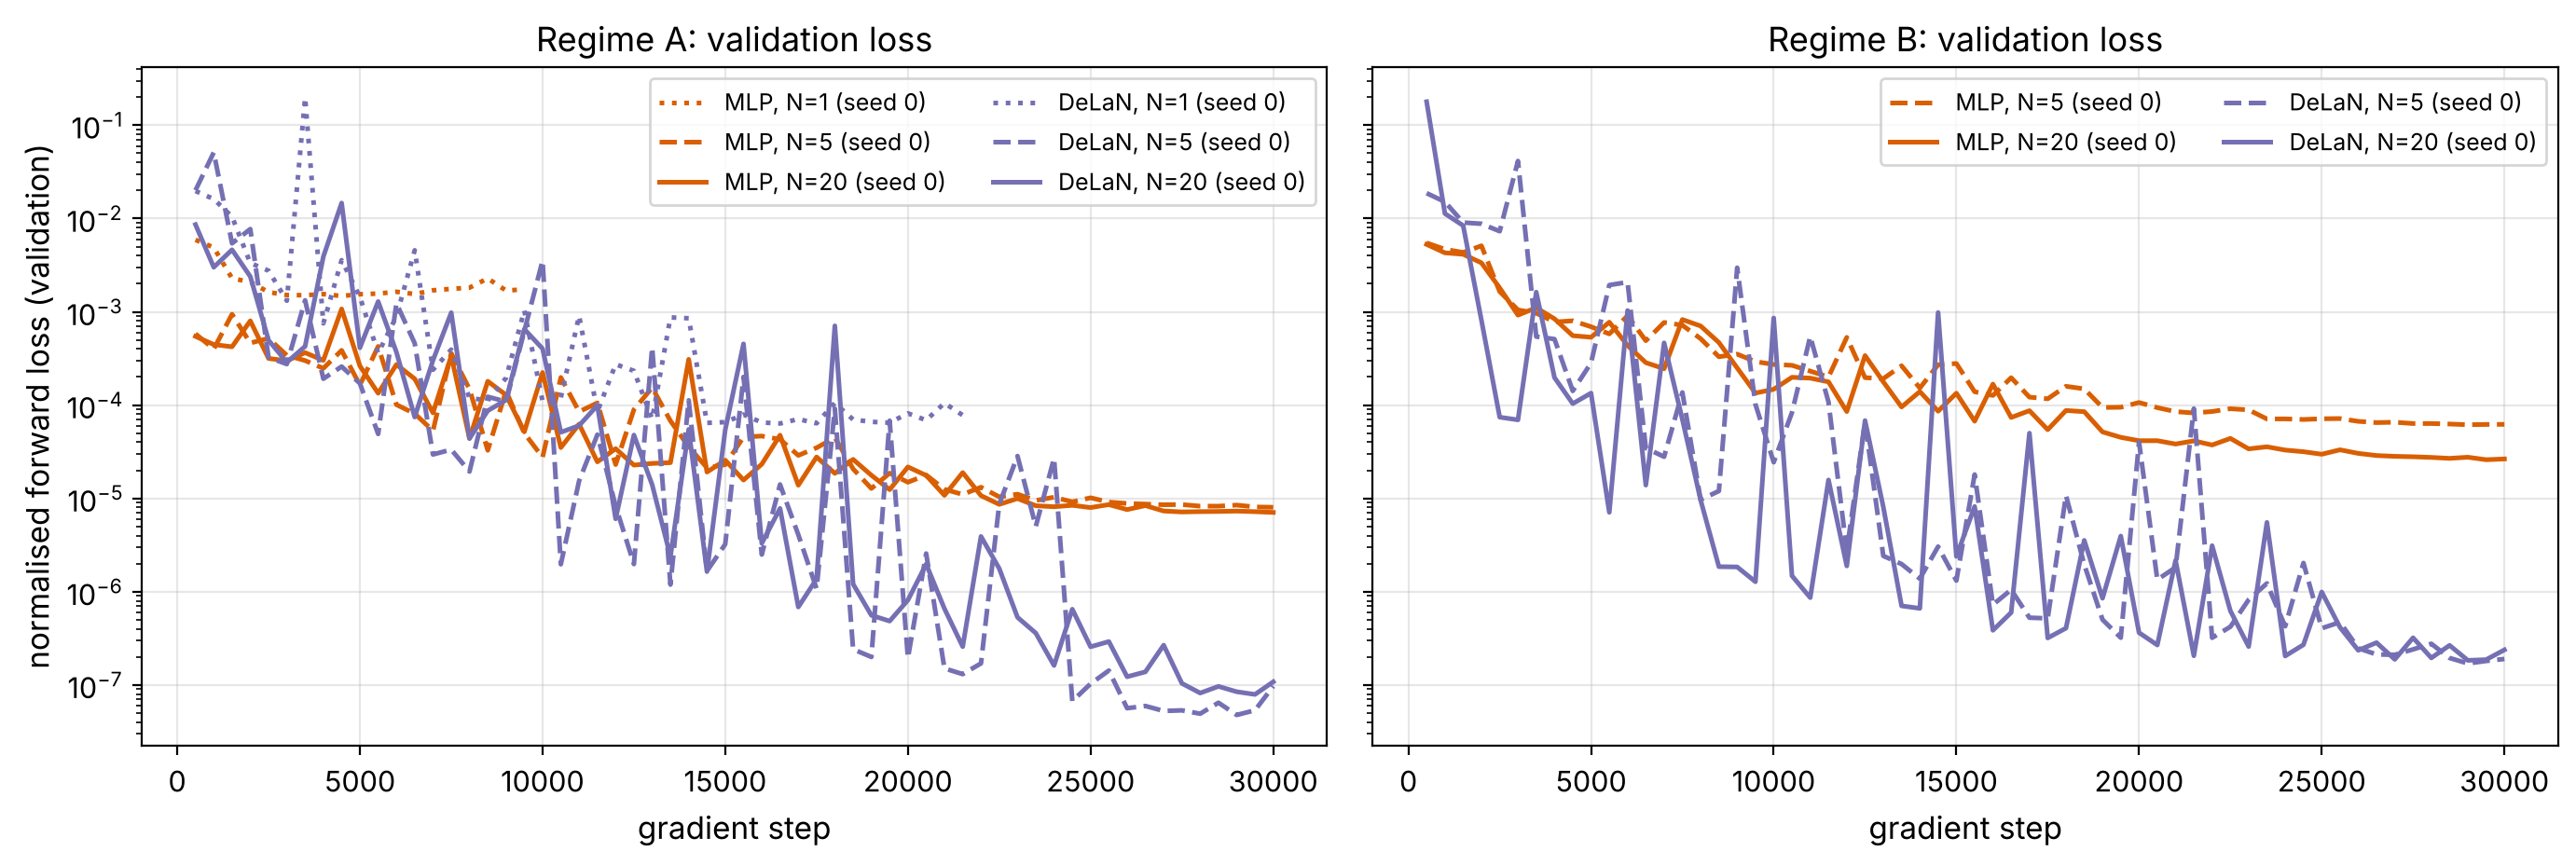 Regime A: validation loss
normalised forward loss (validation)
10⁻¹
10⁻²
10⁻³
10⁻⁴
10⁻⁵
10⁻⁶
10⁻⁷
MLP, N=1 (seed 0)
MLP, N=5 (seed 0)
MLP, N=20 (seed 0)
DeLaN, N=1 (seed 0)
DeLaN, N=5 (seed 0)
DeLaN, N=20 (seed 0)
0 5000 10000 15000 20000 25000 30000
gradient step
Regime B: validation loss
MLP, N=5 (seed 0)
MLP, N=20 (seed 0)
DeLaN, N=5 (seed 0)
DeLaN, N=20 (seed 0)
0 5000 10000 15000 20000 25000 30000
gradient step